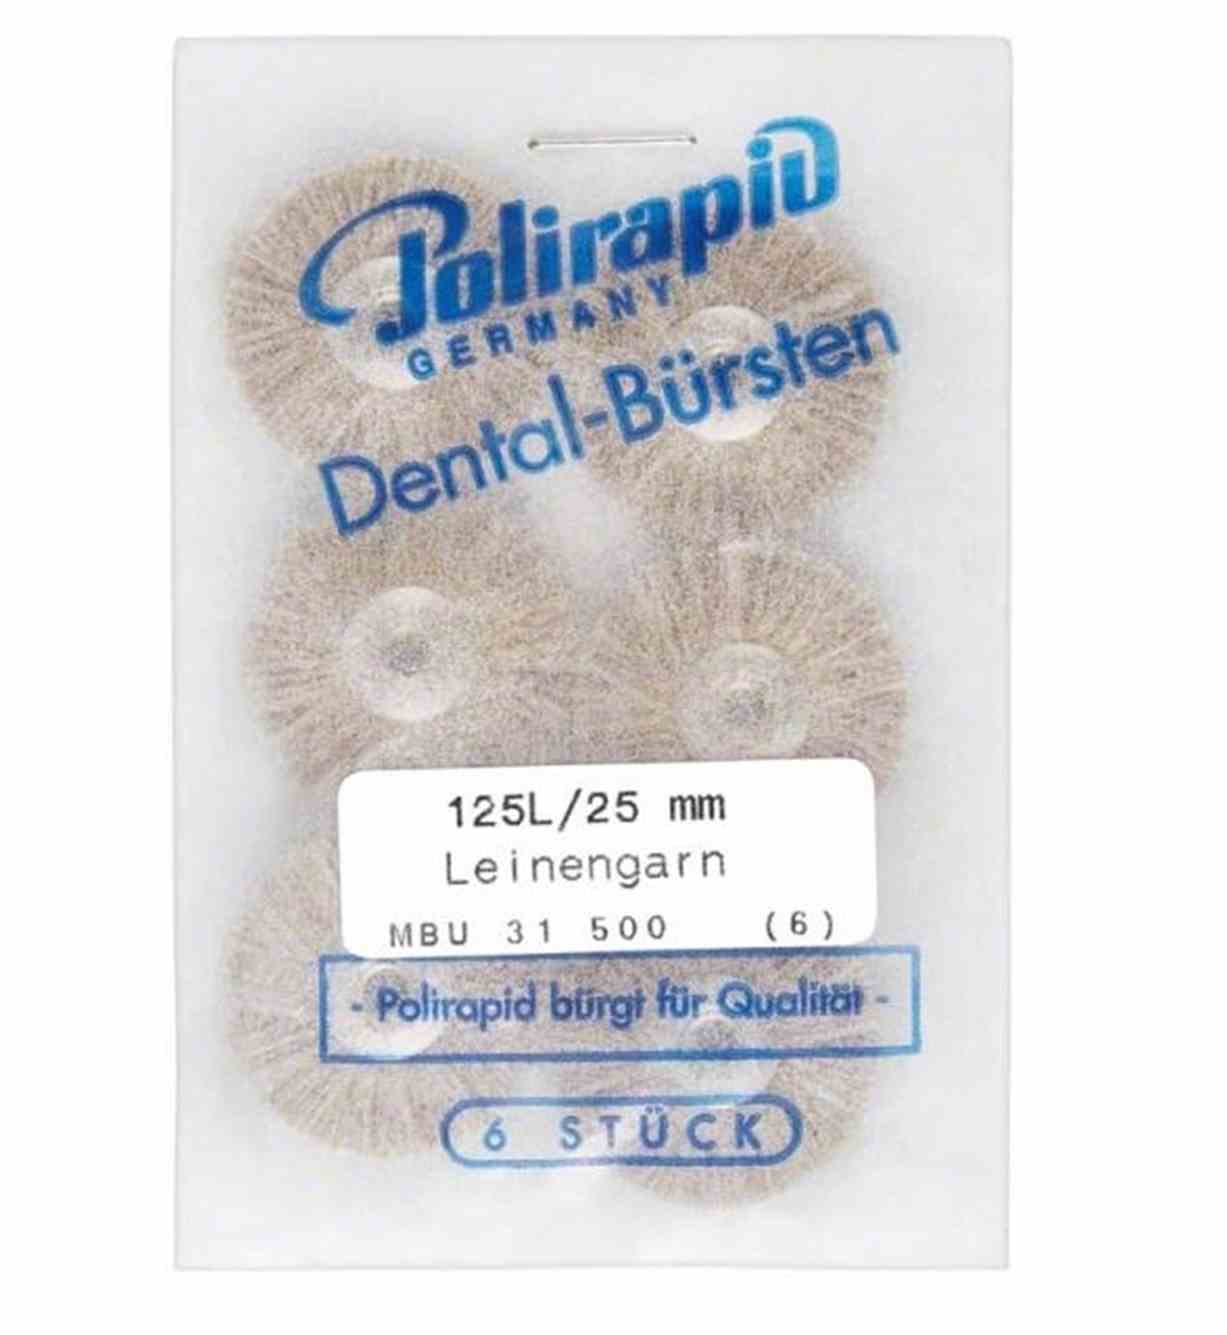 Polirapid
GERMANY
Dental-Bürsten
125L/25 mm
Leinengarn
MBU 31 500 (6)
- Polirapid bürgt für Qualität -
6 STÜCK